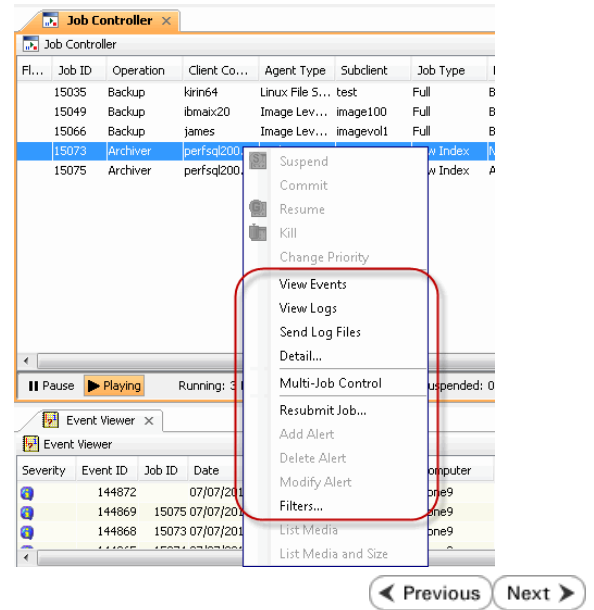 Job Controller
Job Controller
Fl... Job ID Operation Client Co... Agent Type Subclient Job Type
15035 Backup kirin64 Linux File S... test Full B
15049 Backup ibmaix20 Image Lev... image100 Full B
15066 Backup james Image Lev... imagevol1 Full B
15073 Archiver perfsql200. w Index N
15075 Archiver perfsql200. w Index A
Suspend
Commit
Resume
Kill
Change Priority
View Events
View Logs
Send Log Files
Detail...
Multi-Job Control
Resubmit Job...
Add Alert
Delete Alert
Modify Alert
Filters...
List Media
List Media and Size
Pause Playing Running: 3 uspended: 0
Event Viewer
Event Viewer
Severity Event ID Job ID Date omputer
144872 07/07/201 one9
144869 15075 07/07/201 one9
144868 15073 07/07/201 one9
Previous Next